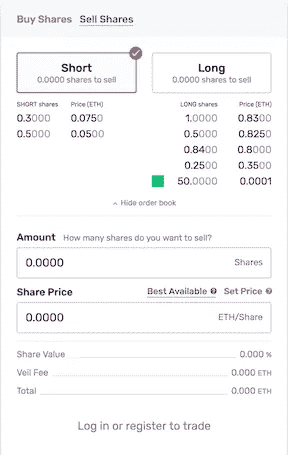 Buy Shares Sell Shares
Short Long
0.0000 shares to sell 0.0000 shares to sell
SHORT shares Price (ETH) LONG shares Price (ETH)
0.3000 0.0750 1.0000 0.8300
0.5000 0.0500 0.5000 0.8250
0.8400 0.8000
0.2500 0.3500
50.0000 0.0001
Hide order book
Amount How many shares do you want to sell?
0.0000 Shares
Share Price Best Available Set Price
0.0000 ETH/Share
Share Value 0.000 %
Veil Fee 0.000 ETH
Total 0.000 ETH
Log in or register to trade